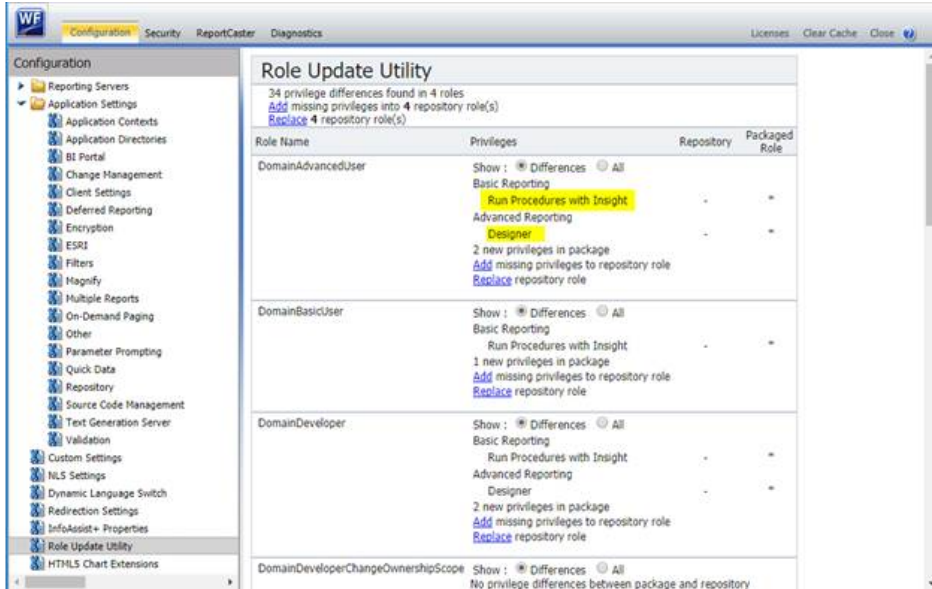 WF
Configuration Security ReportCaster Diagnostics Licenses Clear Cache Close ?
Configuration
Reporting Servers
Application Settings
Application Contexts
Application Directories
BI Portal
Change Management
Client Settings
Deferred Reporting
Encryption
ESRI
Filters
Magnify
Multiple Reports
On-Demand Paging
Other
Parameter Prompting
Quick Data
Repository
Source Code Management
Text Generation Server
Validation
Custom Settings
NLS Settings
Dynamic Language Switch
Redirection Settings
InfoAssist+ Properties
Role Update Utility
HTML5 Chart Extensions
Role Update Utility
34 privilege differences found in 4 roles
Add missing privileges into 4 repository role(s)
Replace 4 repository role(s)
Role Name Privileges Repository Packaged
Role
DomainAdvancedUser Show : Differences All
Basic Reporting
Run Procedures with Insight - *
Advanced Reporting
Designer - *
2 new privileges in package
Add missing privileges to repository role
Replace repository role
DomainBasicUser Show : Differences All
Basic Reporting
Run Procedures with Insight - *
1 new privileges in package
Add missing privileges to repository role
Replace repository role
DomainDeveloper Show : Differences All
Basic Reporting
Run Procedures with Insight - *
Advanced Reporting
Designer - *
2 new privileges in package
Add missing privileges to repository role
Replace repository role
DomainDeveloperChangeOwnershipScope Show : Differences All
No privilege differences between package and repository